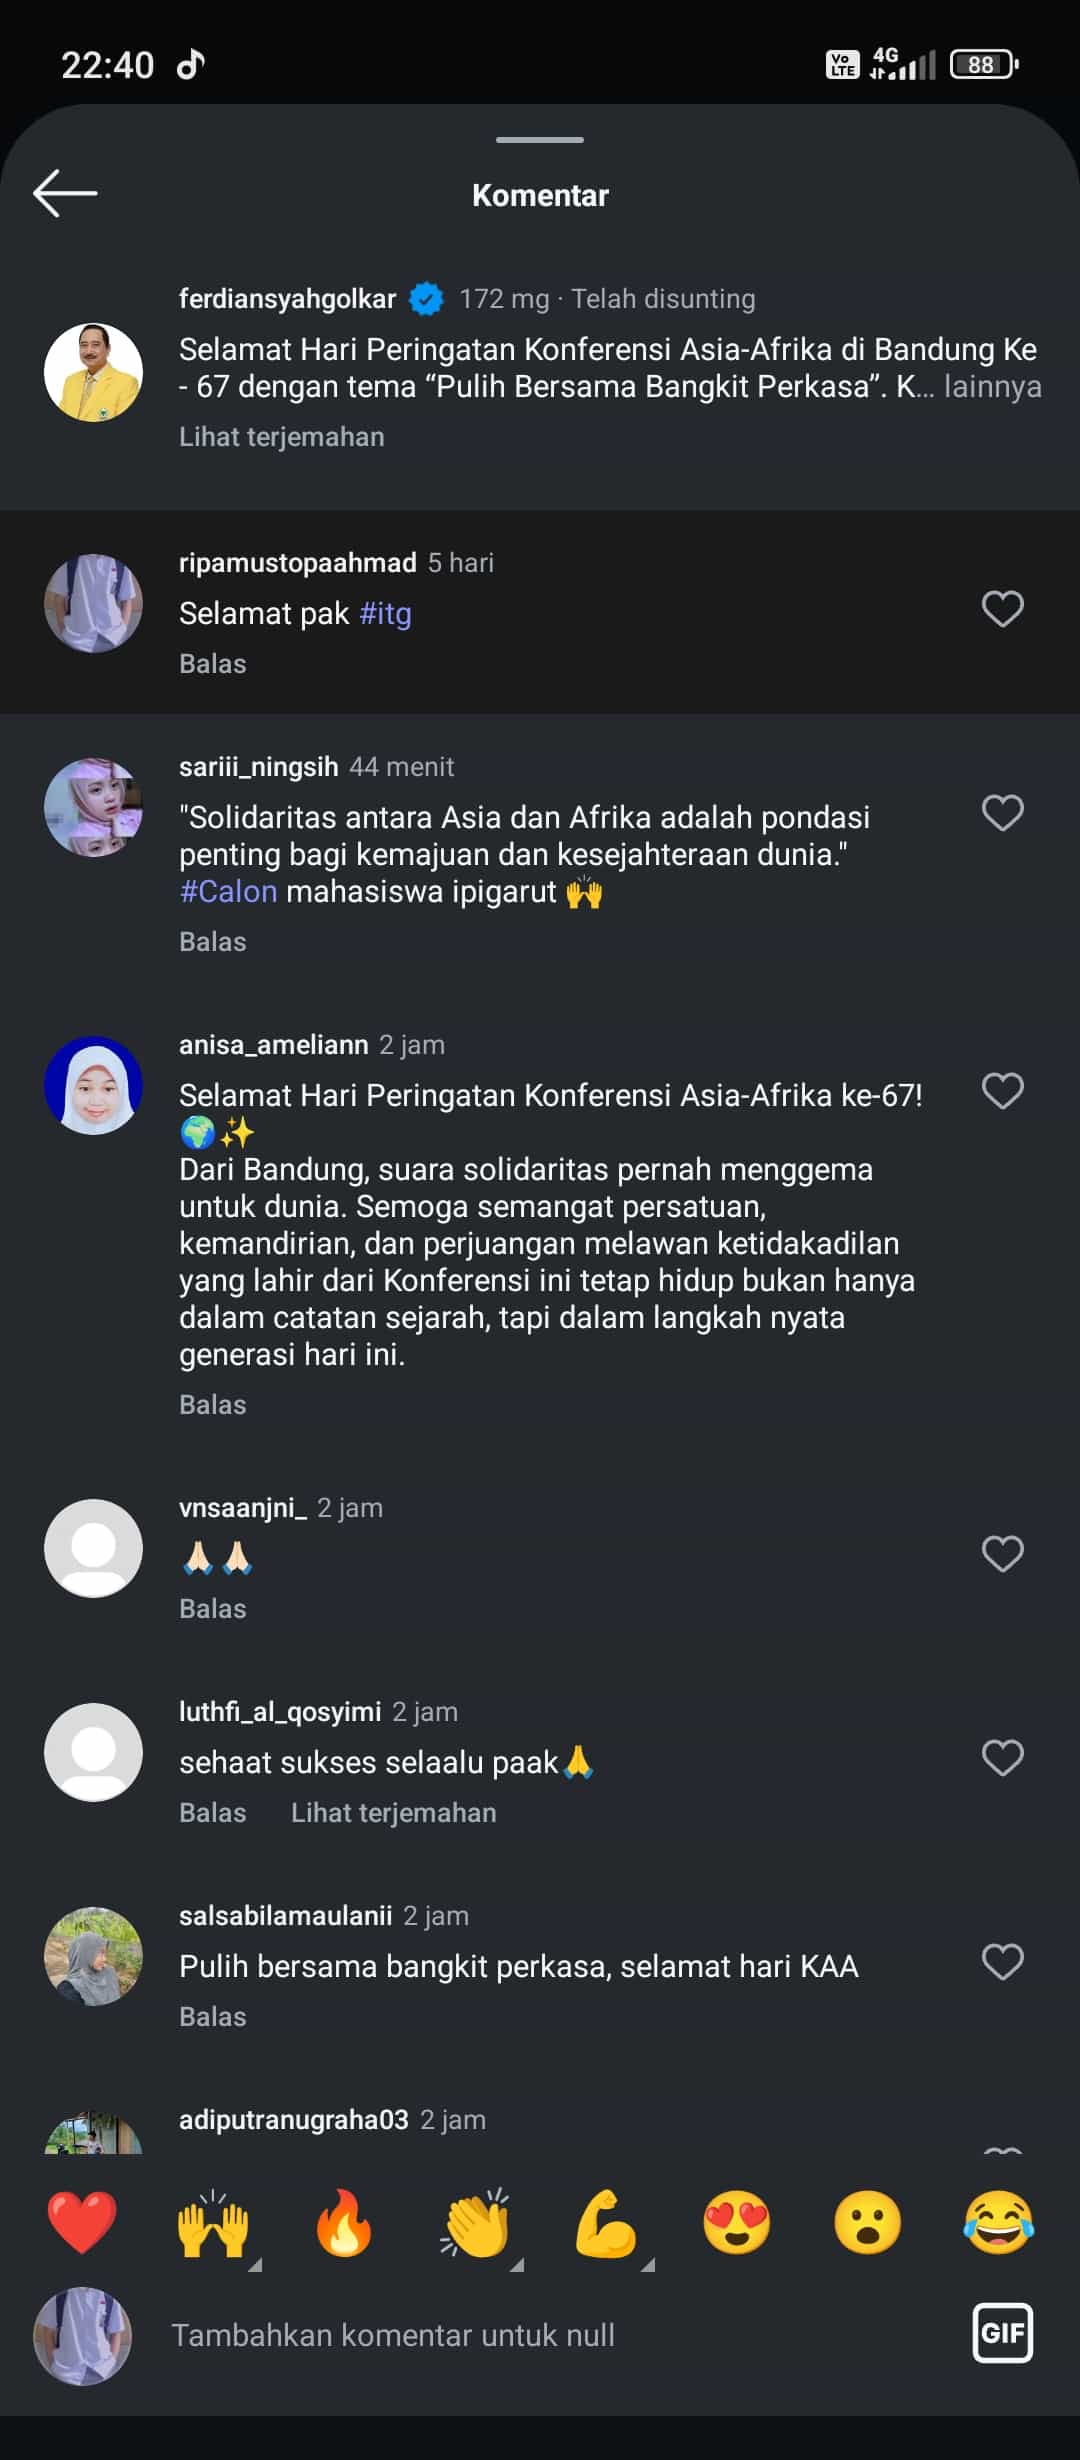 22:40
Vo LTE 4G 88
Komentar
ferdiansyahgolkar 172 mg · Telah disunting
Selamat Hari Peringatan Konferensi Asia-Afrika di Bandung Ke
- 67 dengan tema “Pulih Bersama Bangkit Perkasa”. K... lainnya
Lihat terjemahan
ripamustopaahmad 5 hari
Selamat pak #itg
Balas
sariii_ningsih 44 menit
"Solidaritas antara Asia dan Afrika adalah pondasi
penting bagi kemajuan dan kesejahteraan dunia."
#Calon mahasiswa ipigarut 🙌
Balas
anisa_ameliann 2 jam
Selamat Hari Peringatan Konferensi Asia-Afrika ke-67!
🌍✨
Dari Bandung, suara solidaritas pernah menggema
untuk dunia. Semoga semangat persatuan,
kemandirian, dan perjuangan melawan ketidakadilan
yang lahir dari Konferensi ini tetap hidup bukan hanya
dalam catatan sejarah, tapi dalam langkah nyata
generasi hari ini.
Balas
vnsaanjni_ 2 jam
🙏🏻🙏🏻
Balas
luthfi_al_qosyimi 2 jam
sehaat sukses selaalu paak🙏
Balas Lihat terjemahan
salsabilamaulanii 2 jam
Pulih bersama bangkit perkasa, selamat hari KAA
Balas
adiputranugraha03 2 jam
Tambahkan komentar untuk null
GIF